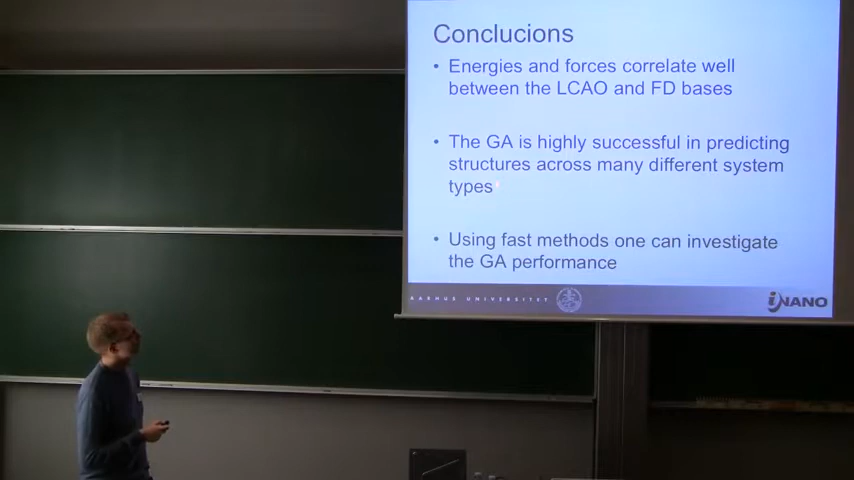 Conclucions
• Energies and forces correlate well
between the LCAO and FD bases
• The GA is highly successful in predicting
structures across many different system
types
• Using fast methods one can investigate
the GA performance
AARHUS UNIVERSITET
iNANO